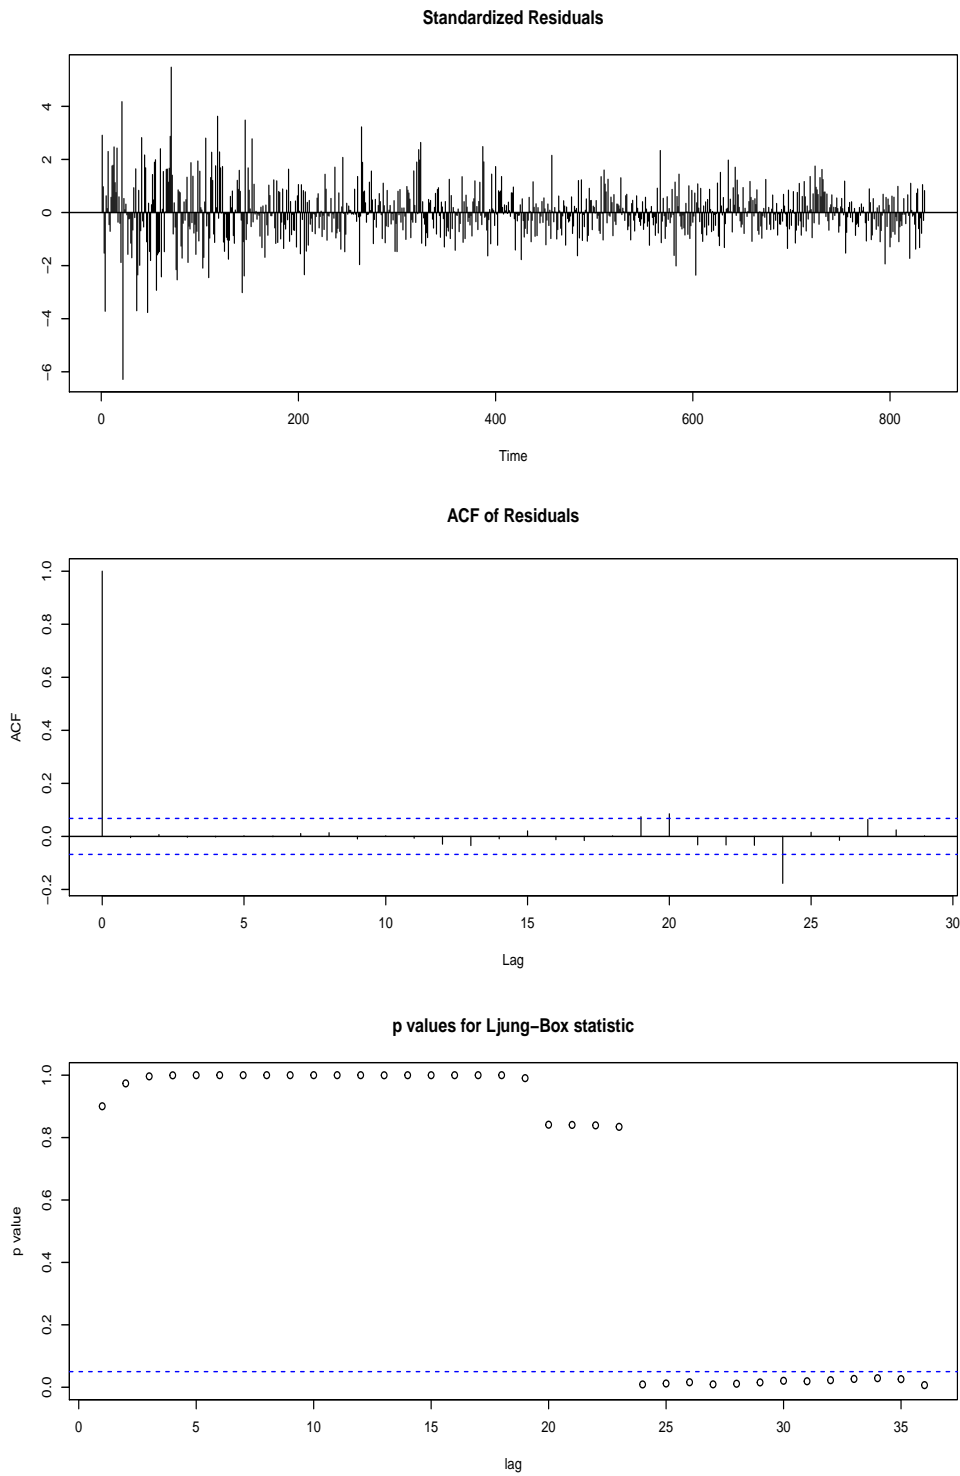 Standardized Residuals
4
2
0
−2
−4
−6
0 200 400 600 800
Time
ACF of Residuals
ACF
1.0
0.8
0.6
0.4
0.2
0.0
−0.2
0 5 10 15 20 25 30
Lag
p values for Ljung−Box statistic
p value
1.0
0.8
0.6
0.4
0.2
0.0
0 5 10 15 20 25 30 35
lag